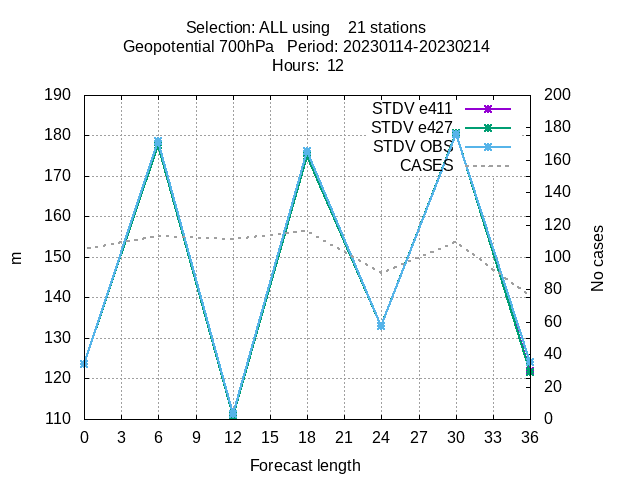 Selection: ALL using    21 stations
Geopotential 700hPa   Period: 20230114-20230214
Hours: 12
190
180
170
160
150
140
130
120
110
m
STDV e411
STDV e427
STDV OBS
CASES
200
180
160
140
120
100
80
60
40
20
0
No cases
0 3 6 9 12 15 18 21 24 27 30 33 36
Forecast length